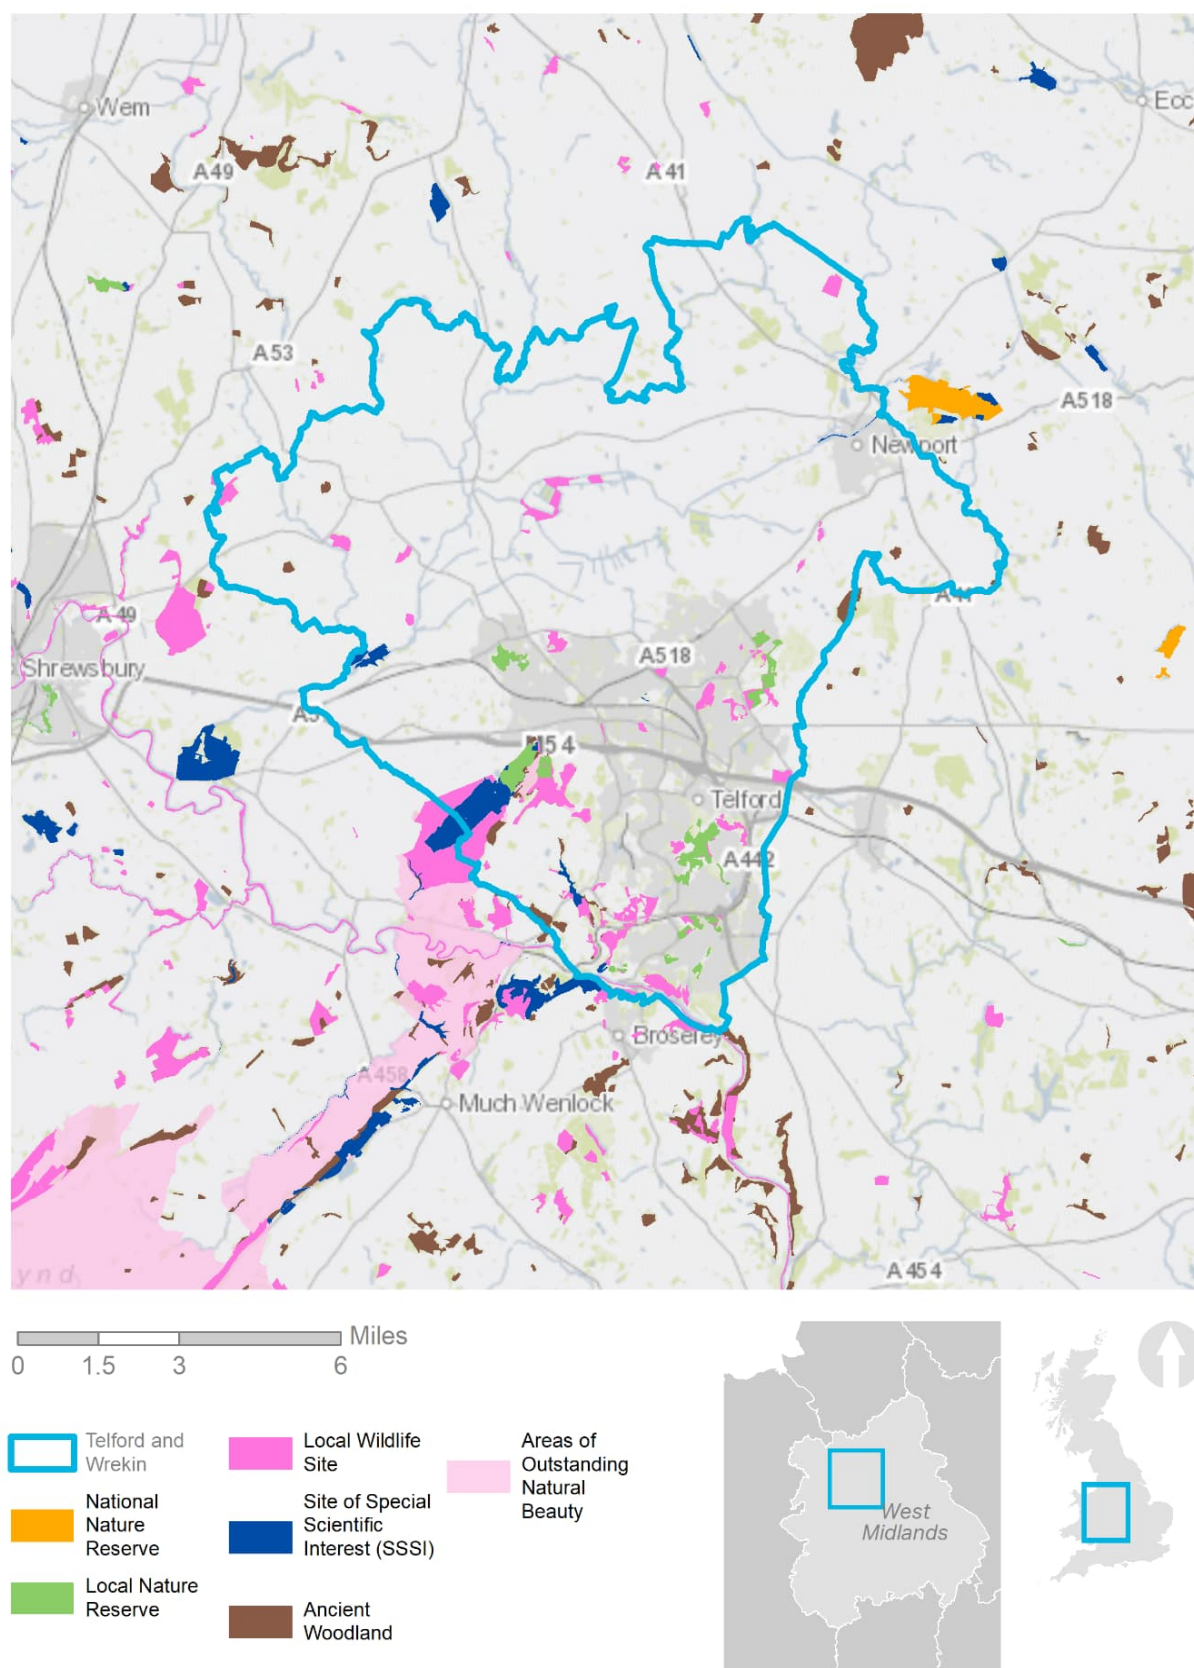 Wem
Ecc
A49
A41
A53
A518
Newport
A49
A41
Shrewsbury
A518
A5
M54
Telford
A442
Broseley
A458
Much Wenlock
ynd
A454
Miles
0 1.5 3 6
Telford and
Wrekin
National
Nature
Reserve
Local Nature
Reserve
Local Wildlife
Site
Site of Special
Scientific
Interest (SSSI)
Ancient
Woodland
Areas of
Outstanding
Natural
Beauty
West
Midlands